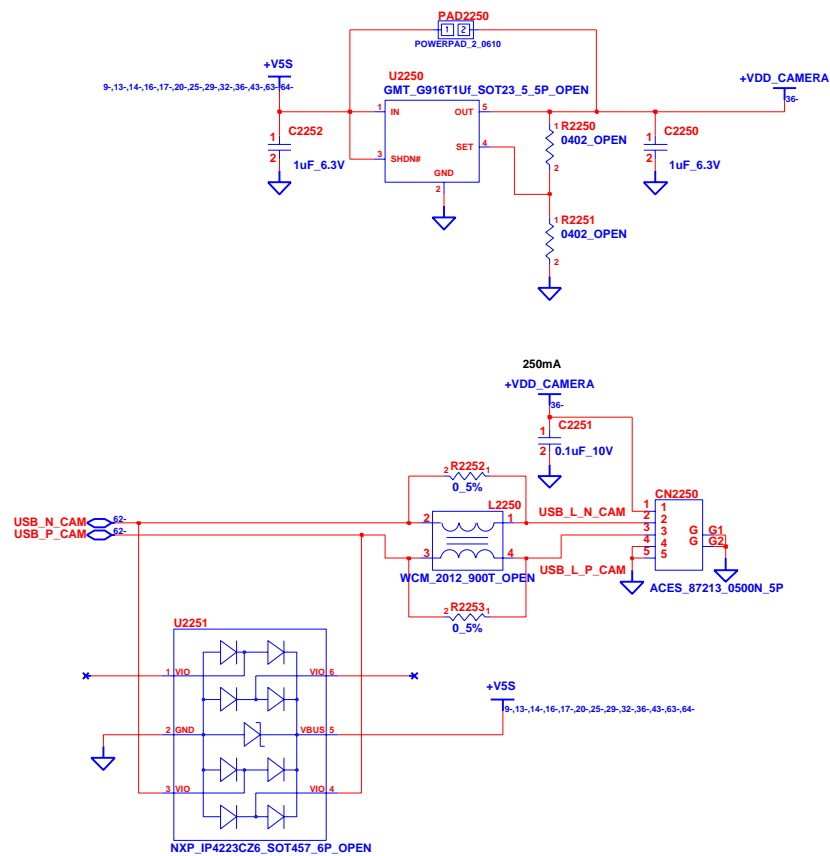 PAD2250
1 2
POWERPAD_2_0610
+V5S
9-,13-,14-,16-,17-,20-,25-,29-,32-,36-,43-,63-,64-
U2250
GMT_G916T1Uf_SOT23_5_5P_OPEN
+VDD_CAMERA
36-
1 IN OUT 5
SET 4
3 SHDN#
GND
2
1 C2252
2
1uF_6.3V
1 R2250
0402_OPEN
2
1 C2250
2
1uF_6.3V
1 R2251
0402_OPEN
2
250mA
+VDD_CAMERA
36-
1 C2251
2 0.1uF_10V
R2252
2 1
0_5%
L2250
CN2250
USB_N_CAM 62-
USB_P_CAM 62-
2 1
3 4
WCM_2012_900T_OPEN
USB_L_N_CAM
USB_L_P_CAM
1 1
2 2
3 3 G G1
4 4 G G2
5 5
ACES_87213_0500N_5P
R2253
2 1
0_5%
U2251
1 VIO VIO 6
2 GND VBUS 5
3 VIO VIO 4
NXP_IP4223CZ6_SOT457_6P_OPEN
+V5S
9-,13-,14-,16-,17-,20-,25-,29-,32-,36-,43-,63-,64-